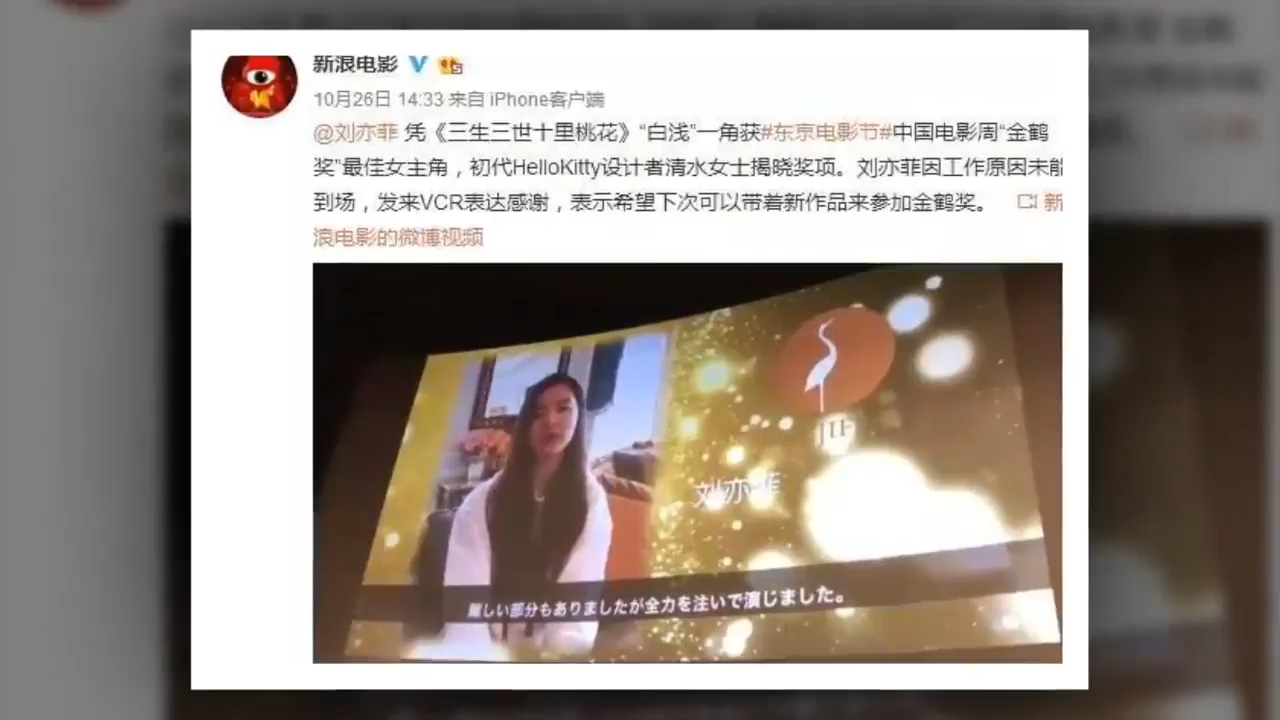 新浪电影
10月26日 14:33 来自 iPhone客户端
@刘亦菲 凭《三生三世十里桃花》“白浅”一角获#东京电影节#中国电影周“金鹤
奖”最佳女主角，初代HelloKitty设计者清水女士揭晓奖项。刘亦菲因工作原因未能
到场，发来VCR表达感谢，表示希望下次可以带着新作品来参加金鹤奖。 新
浪电影的微博视频
刘亦菲
難しい部分もありましたが全力を注いで演じました。